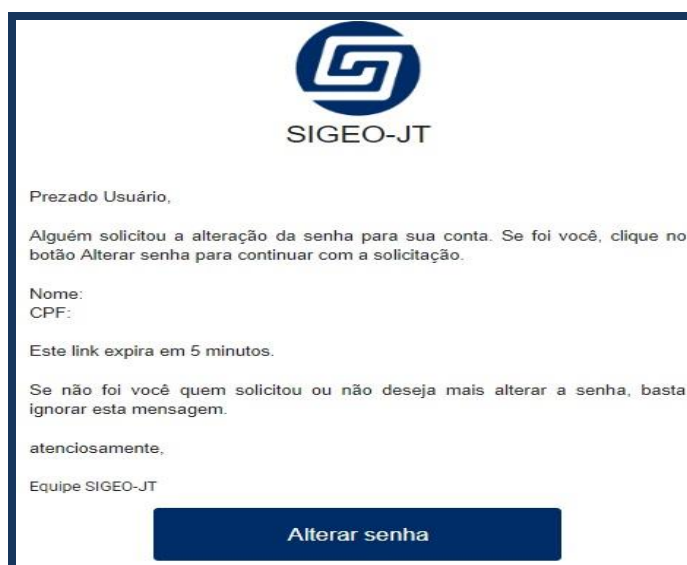 SIGEO-JT
Prezado Usuário,
Alguém solicitou a alteração da senha para sua conta. Se foi você, clique no
botão Alterar senha para continuar com a solicitação.
Nome:
CPF:
Este link expira em 5 minutos.
Se não foi você quem solicitou ou não deseja mais alterar a senha, basta
ignorar esta mensagem.
atenciosamente,
Equipe SIGEO-JT
Alterar senha